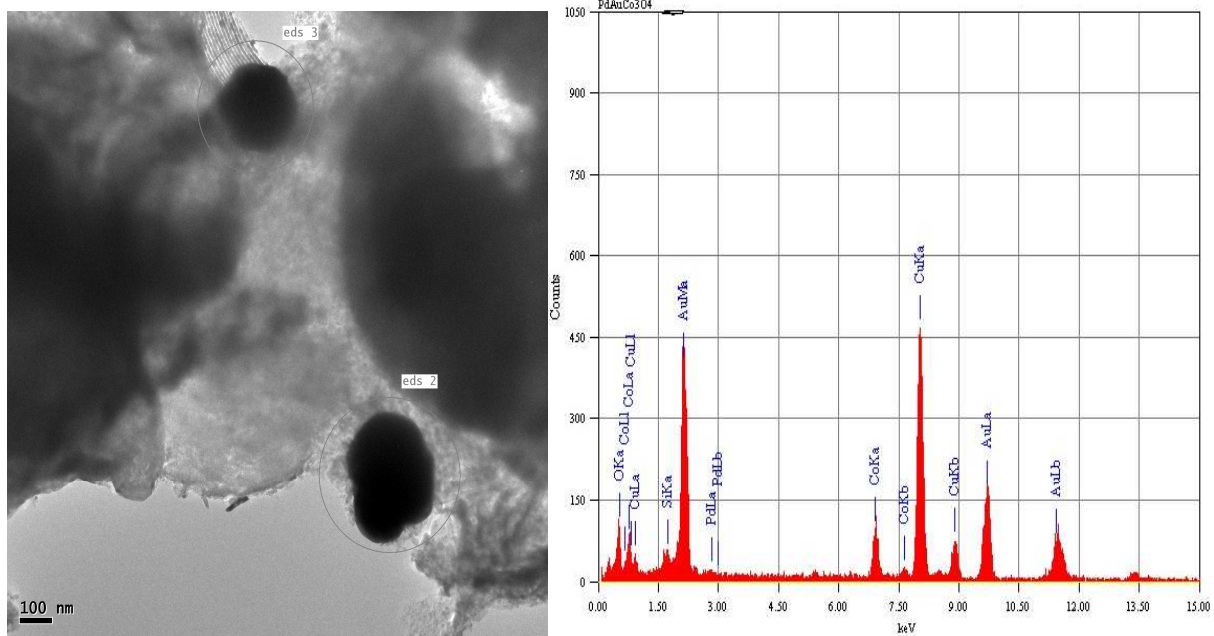 eds 3
eds 2
100 nm
PdAuCo3O4
Counts
1050
900
750
600
450
300
150
0
OKa
CoLl
CoLa
CuLl
CuLa
SiKa
AuMa
PdLa
PdLb
CoKa
CoKb
CuKa
CuKb
AuLa
AuLb
0.00 1.50 3.00 4.50 6.00 7.50 9.00 10.50 12.00 13.50 15.00
keV